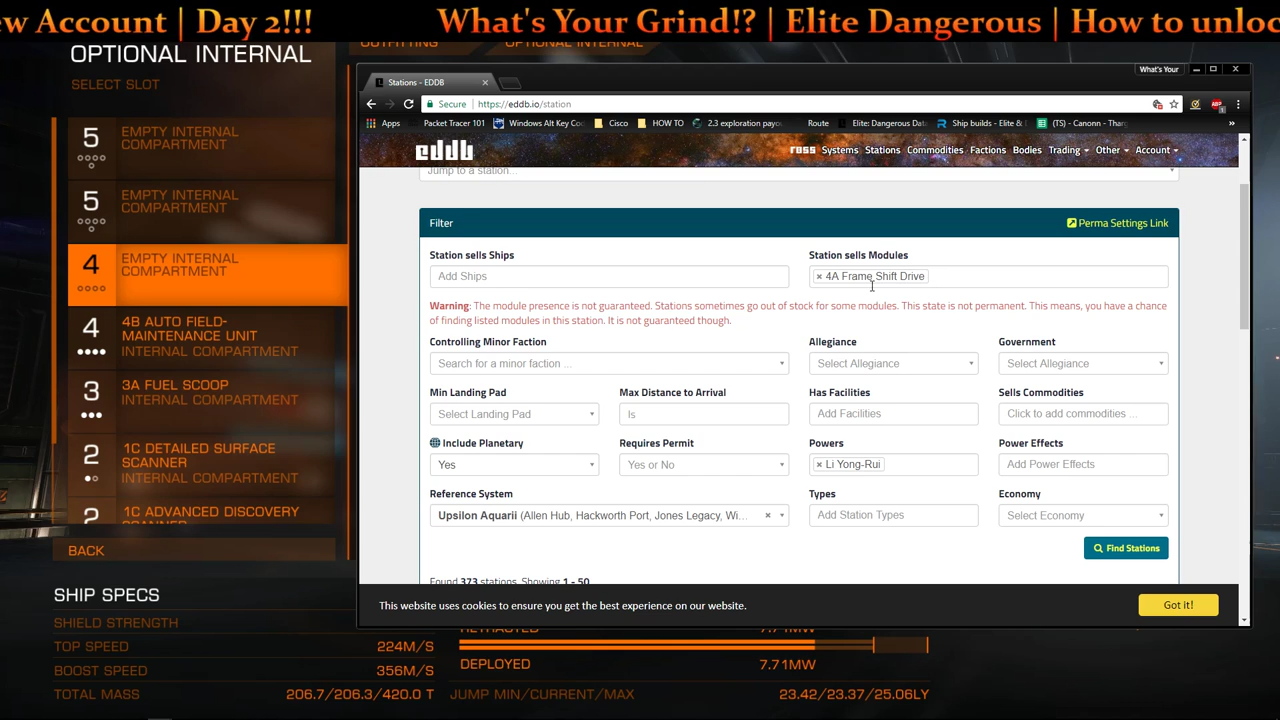 ew Account | Day 2!!! What's Your Grind!? | Elite Dangerous | How to unloc
OPTIONAL INTERNAL
SELECT SLOT
5 EMPTY INTERNAL
COMPARTMENT
5 EMPTY INTERNAL
COMPARTMENT
4 EMPTY INTERNAL
COMPARTMENT
4 4B AUTO FIELD-
MAINTENANCE UNIT
INTERNAL COMPARTMENT
3 3A FUEL SCOOP
INTERNAL COMPARTMENT
2 1C DETAILED SURFACE
SCANNER
INTERNAL COMPARTMENT
2 1C ADVANCED DISCOVERY
SCANNER
BACK
SHIP SPECS
SHIELD STRENGTH
TOP SPEED 224M/S
BOOST SPEED 356M/S
TOTAL MASS 206.7/206.3/420.0 T
OUTFITTING OPTIONAL INTERNAL
What's Your
Stations - EDDB ×
Secure https://eddb.io/station
Apps Packet Tracer 101 Windows Alt Key Cod Cisco HOW TO 2.3 exploration payou Route Elite: Dangerous Data Ship builds - Elite & D (TS) - Canonn - Tharg »
eddb
ross Systems Stations Commodities Factions Bodies Trading Other Account
Jump to a station...
Filter Perma Settings Link
Station sells Ships Station sells Modules
Add Ships × 4A Frame Shift Drive
Warning: The module presence is not guaranteed. Stations sometimes go out of stock for some modules. This state is not permanent. This means, you have a chance
of finding listed modules in this station. It is not guaranteed though.
Controlling Minor Faction Allegiance Government
Search for a minor faction ... Select Allegiance Select Allegiance
Min Landing Pad Max Distance to Arrival Has Facilities Sells Commodities
Select Landing Pad ls Add Facilities Click to add commodities ...
Include Planetary Requires Permit Powers Power Effects
Yes Yes or No × Li Yong-Rui Add Power Effects
Reference System Types Economy
Upsilon Aquarii (Allen Hub, Hackworth Port, Jones Legacy, Wi... × Add Station Types Select Economy
Find Stations
Found 373 stations. Showing 1 - 50
This website uses cookies to ensure you get the best experience on our website. Got it!
RETRACTED 7.71MW
DEPLOYED 7.71MW
JUMP MIN/CURRENT/MAX 23.42/23.37/25.06LY